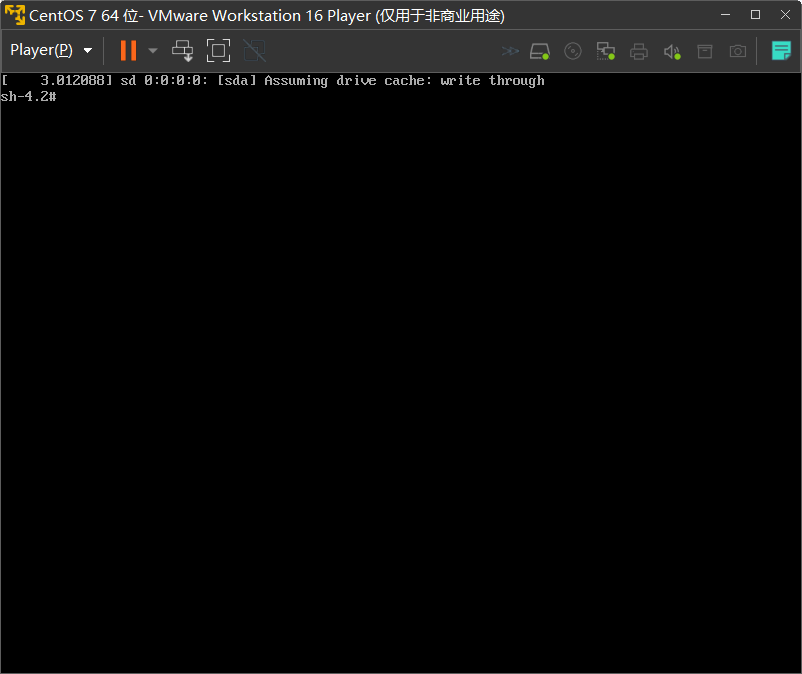 CentOS 7 64 位- VMware Workstation 16 Player (仅用于非商业用途)
Player(P)
[    3.012088] sd 0:0:0:0: [sda] Assuming drive cache: write through
sh-4.2#